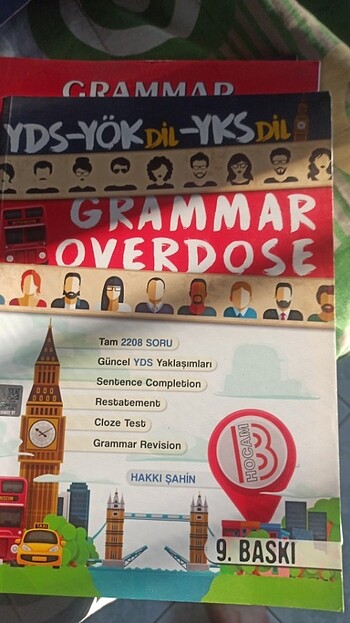 GRAMMAR
YDS-YÖKDİL-YKSDİL
GRAMMAR
OVERDOSE
Tam 2208 SORU
Güncel YDS Yaklaşımları
Sentence Completion
Restatement
Cloze Test
Grammar Revision
HAKKI ŞAHİN
HOCAM
9. BASKI
TAXI